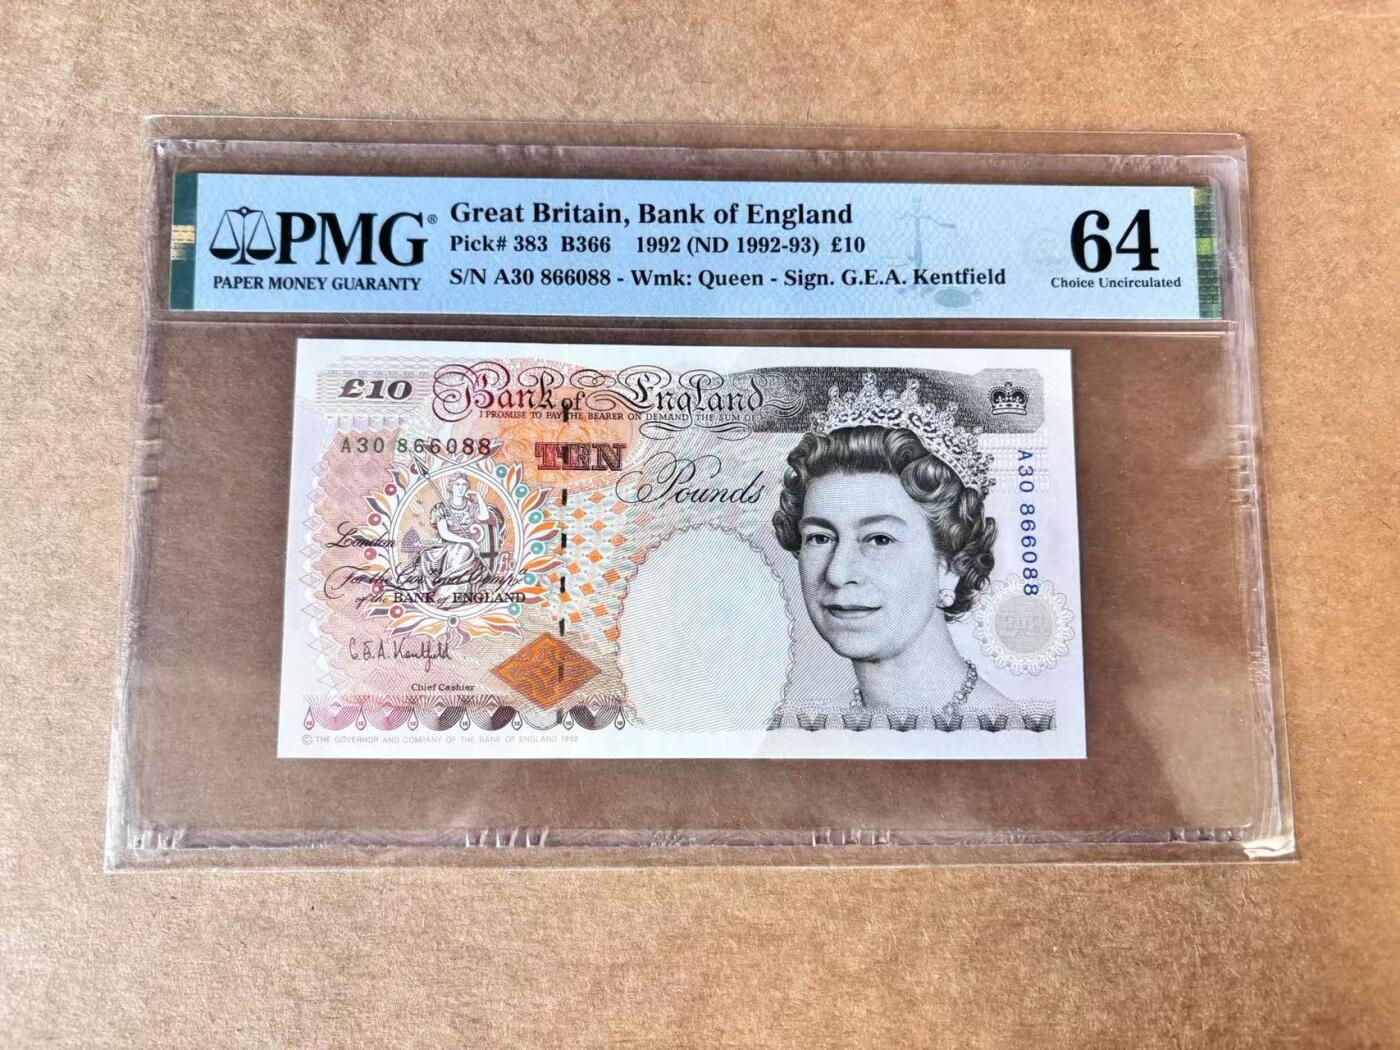 PMG®
PAPER MONEY GUARANTY
Great Britain, Bank of England
Pick# 383 B366 1992 (ND 1992-93) £10
S/N A30 866088 - Wmk: Queen - Sign. G.E.A. Kentfield
64
Choice Uncirculated
£10
Bank of England
I PROMISE TO PAY THE BEARER ON DEMAND THE SUM OF
A30 866088
TEN
Pounds
A30 866088
London
For the Gov.r and Comp.a
of the BANK of ENGLAND
£10
G.E.A. Kentfield
Chief Cashier
© THE GOVERNOR AND COMPANY OF THE BANK OF ENGLAND 1992